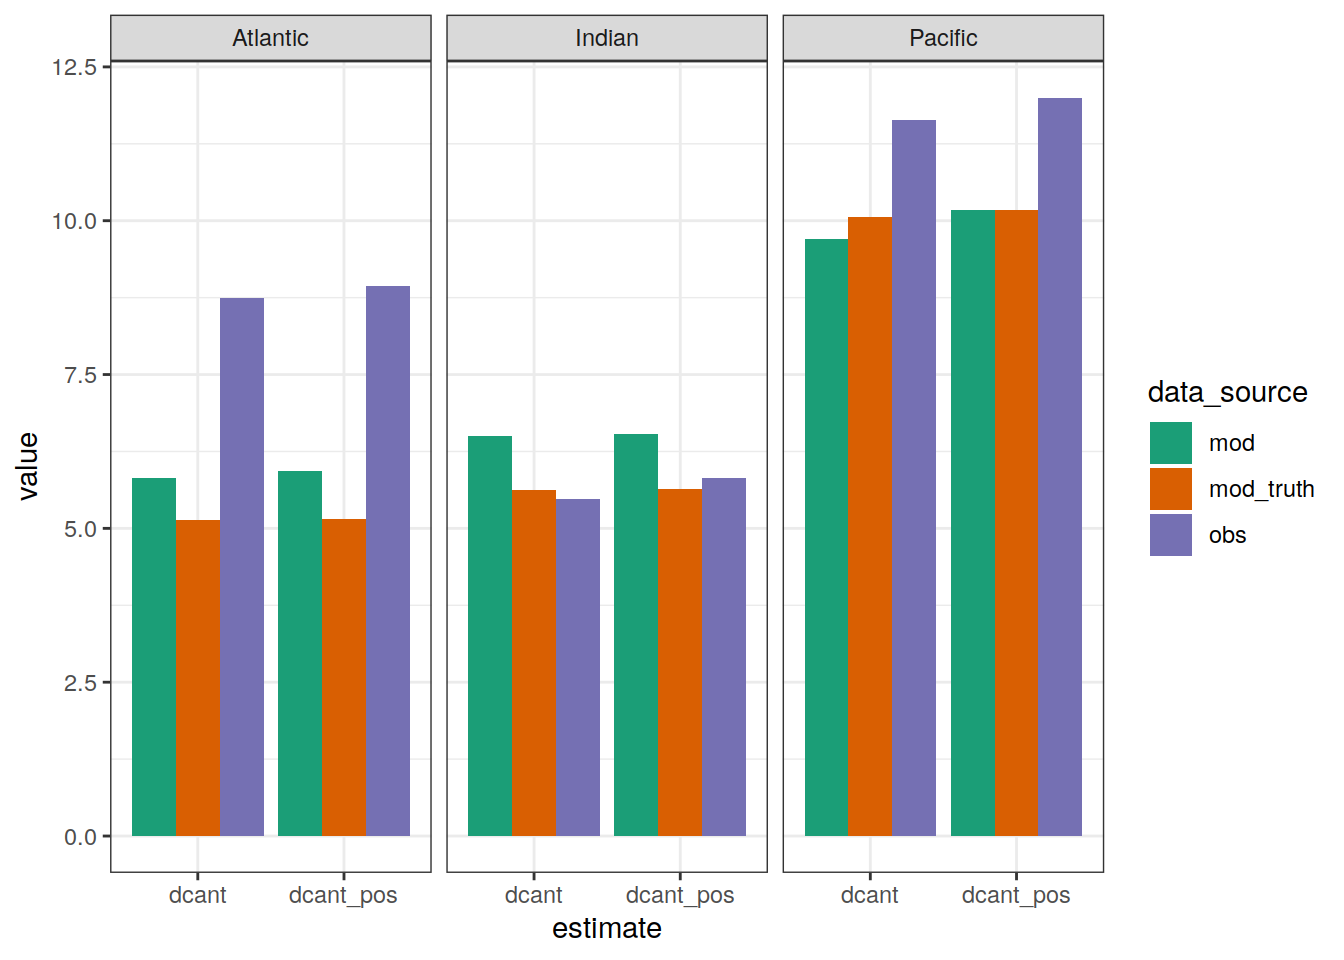 Atlantic
Indian
Pacific
12.5
10.0
7.5
5.0
2.5
0.0
value
dcant
dcant_pos
dcant
dcant_pos
dcant
dcant_pos
estimate
data_source
mod
mod_truth
obs